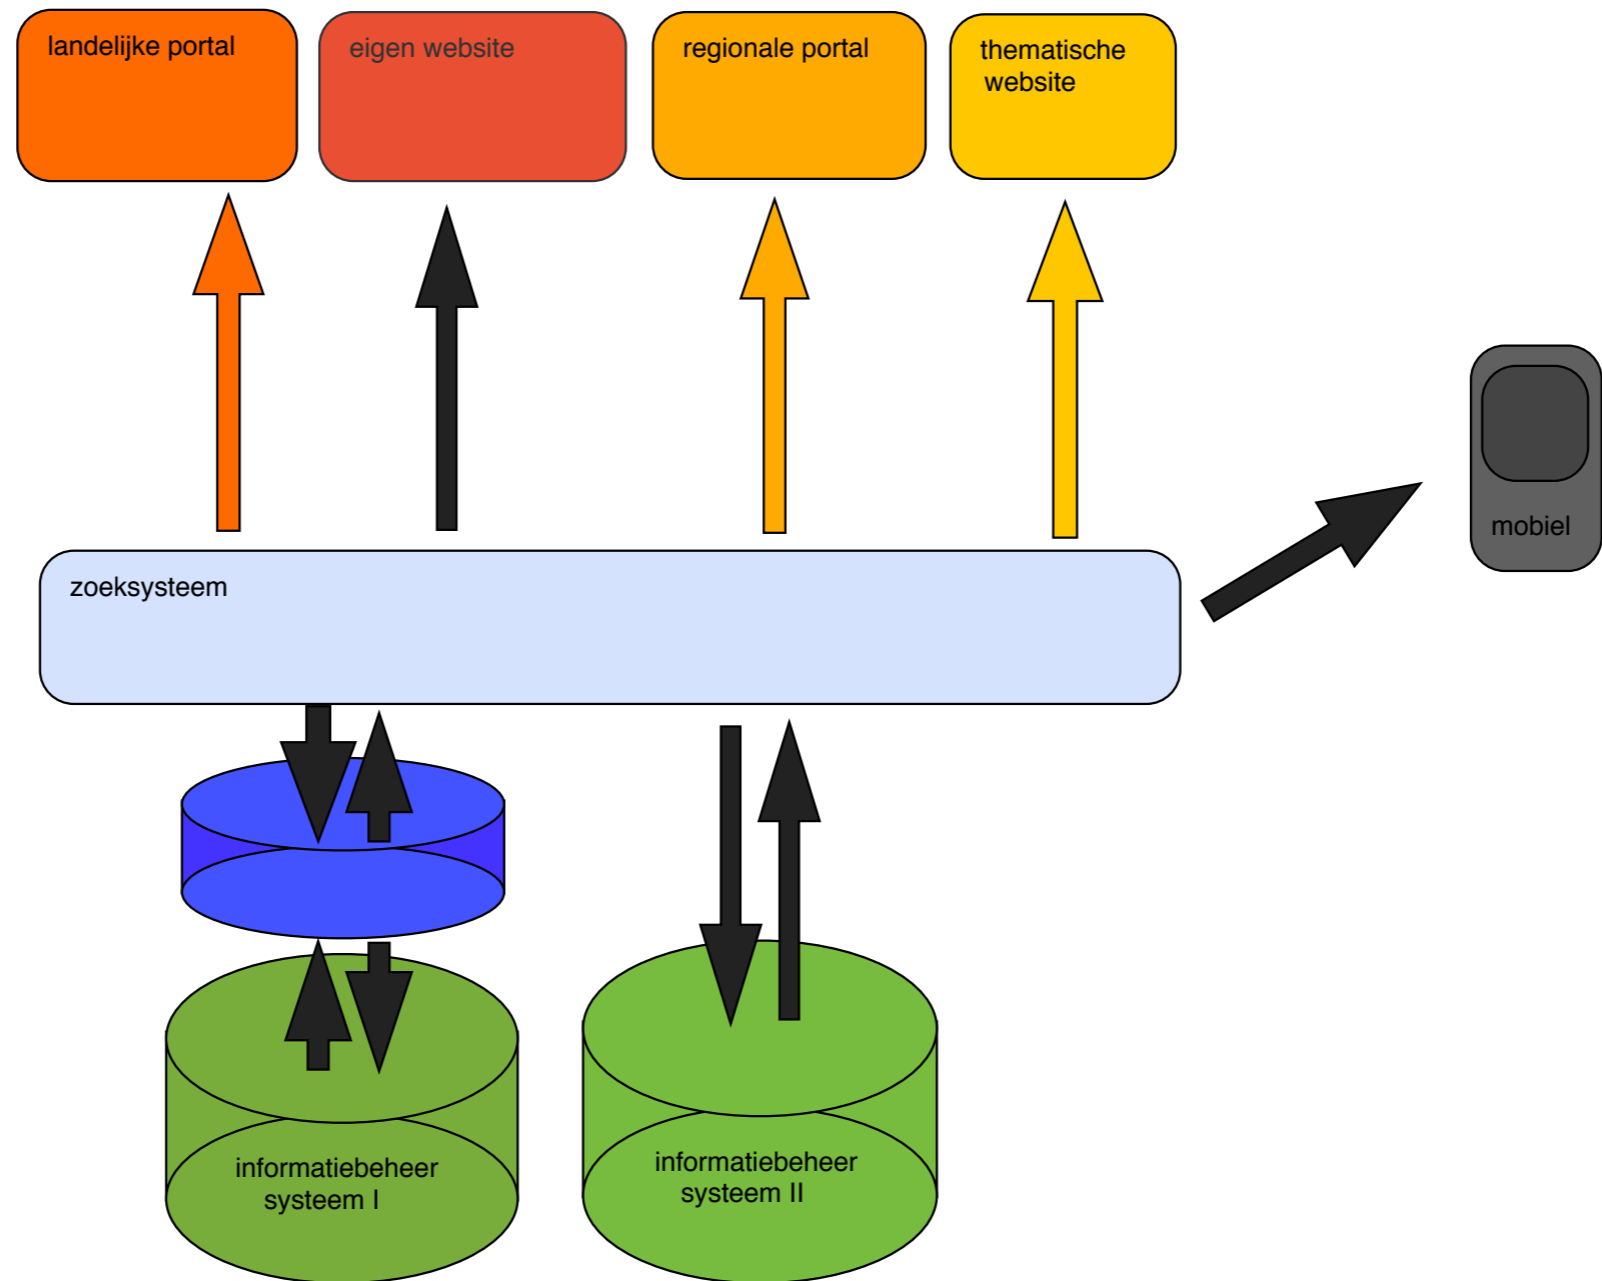 landelijke portal
eigen website
regionale portal
thematische
website
mobiel
zoeksysteem
informatiebeheer
systeem I
informatiebeheer
systeem II